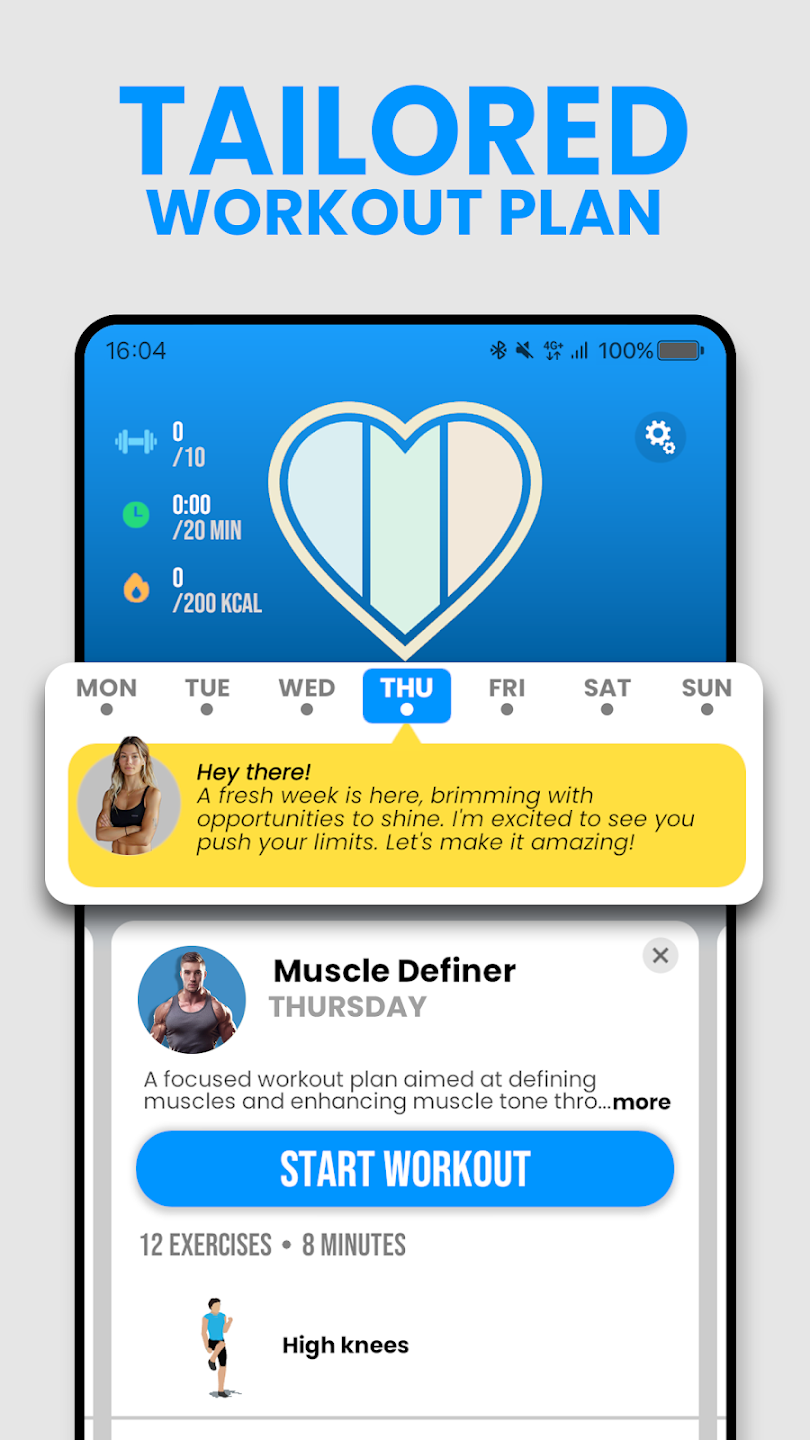 TAILORED
WORKOUT PLAN
16:04
4G+
100%
0
/10
0:00
/20 MIN
0
/200 KCAL
MON TUE WED THU FRI SAT SUN
Hey there!
A fresh week is here, brimming with
opportunities to shine. I'm excited to see you
push your limits. Let's make it amazing!
Muscle Definer
THURSDAY
A focused workout plan aimed at defining
muscles and enhancing muscle tone thro...more
START WORKOUT
12 EXERCISES • 8 MINUTES
High knees